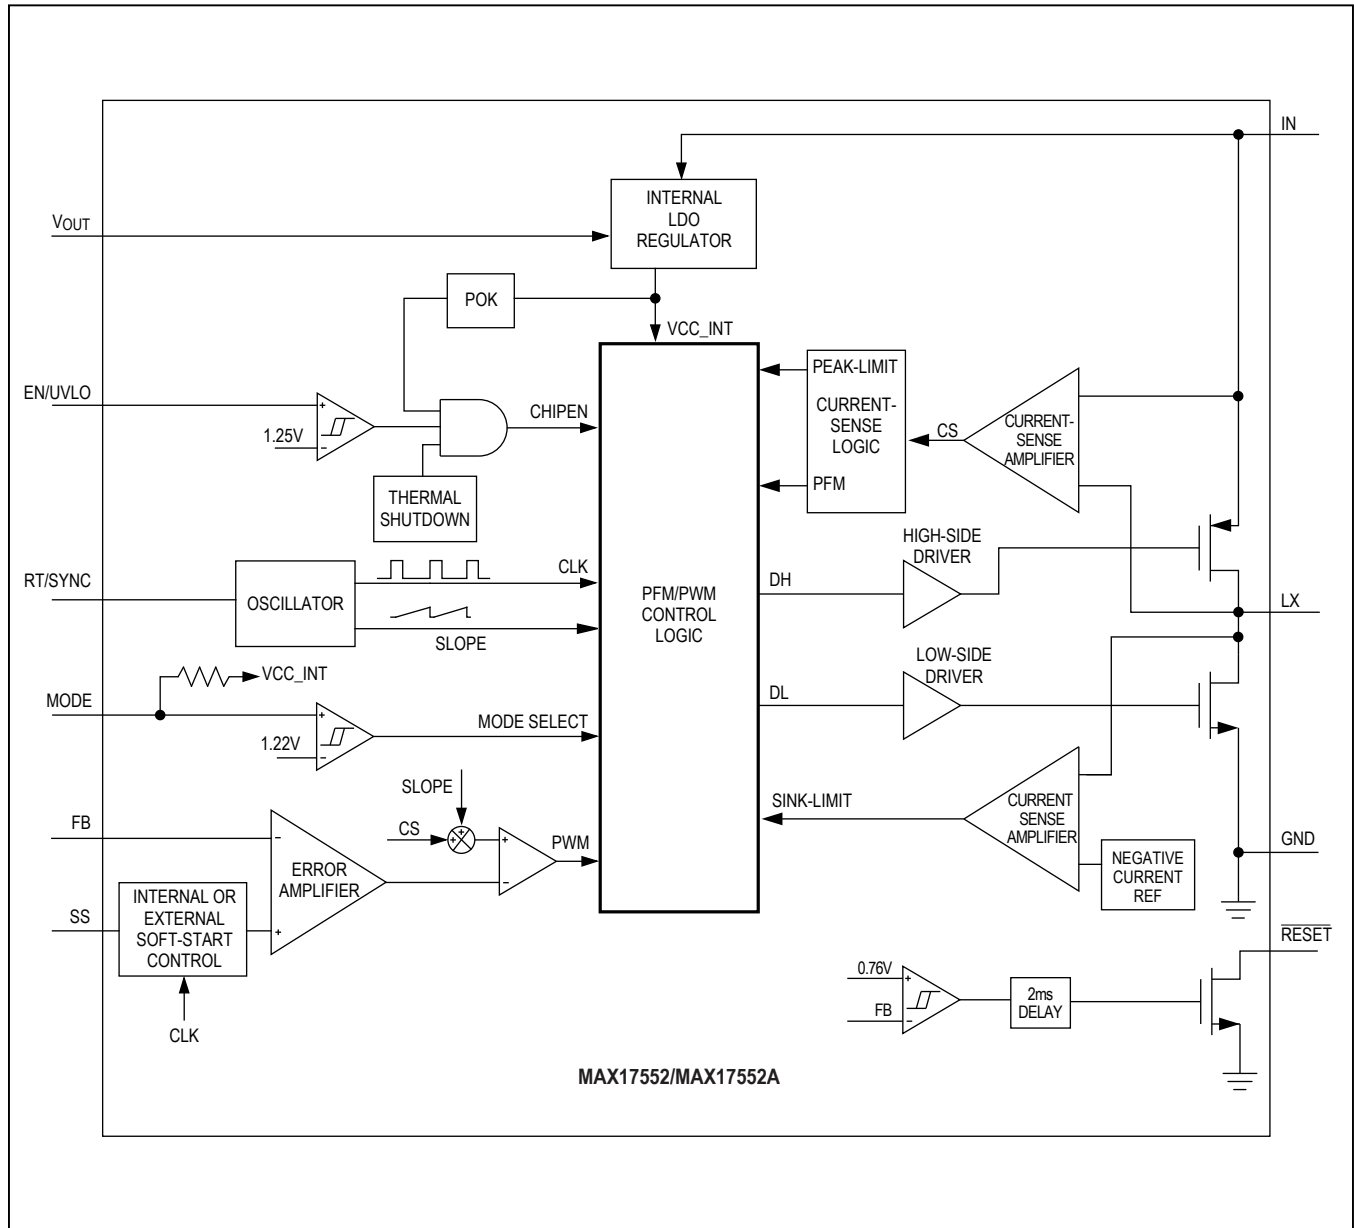 IN
INTERNAL
LDO
REGULATOR
VOUT
POK
VCC_INT
EN/UVLO
+
1.25V
−
CHIPEN
THERMAL
SHUTDOWN
PEAK-LIMIT
CURRENT-
SENSE
LOGIC
PFM
CS
CURRENT-
SENSE
AMPLIFIER
RT/SYNC
OSCILLATOR
CLK
SLOPE
PFM/PWM
CONTROL
LOGIC
HIGH-SIDE
DRIVER
DH
LX
LOW-SIDE
DRIVER
DL
VCC_INT
MODE
+
1.22V
−
MODE SELECT
SLOPE
FB
−
CS
+
+
+
−
PWM
ERROR
AMPLIFIER
+
SS
INTERNAL OR
EXTERNAL
SOFT-START
CONTROL
CLK
SINK-LIMIT
CURRENT
SENSE
AMPLIFIER
NEGATIVE
CURRENT
REF
GND
RESET
0.76V
+
FB
−
2ms
DELAY
MAX17552/MAX17552A